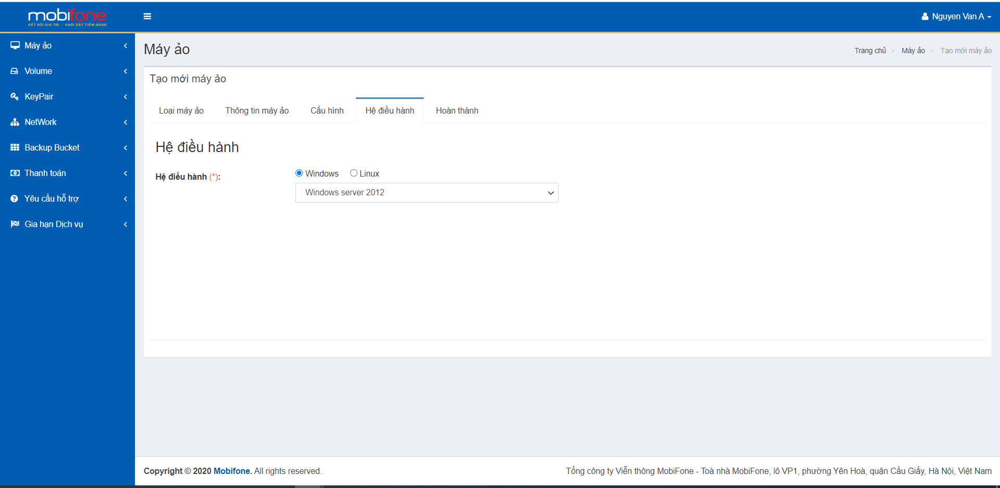 mobifone
KẾT NỐI GIÁ TRỊ - KHƠI DẬY TIỀM NĂNG
Nguyen Van A
Máy ảo
Volume
KeyPair
NetWork
Backup Bucket
Thanh toán
Yêu cầu hỗ trợ
Gia hạn Dịch vụ
Máy ảo
Trang chủ > Máy ảo > Tạo mới máy ảo
Tạo mới máy ảo
Loại máy ảo Thông tin máy ảo Cấu hình Hệ điều hành Hoàn thành
Hệ điều hành
Hệ điều hành (*):
Windows Linux
Windows server 2012
Copyright © 2020 Mobifone. All rights reserved.
Tổng công ty Viễn thông MobiFone - Toà nhà MobiFone, lô VP1, phường Yên Hoà, quận Cầu Giấy, Hà Nội, Việt Nam